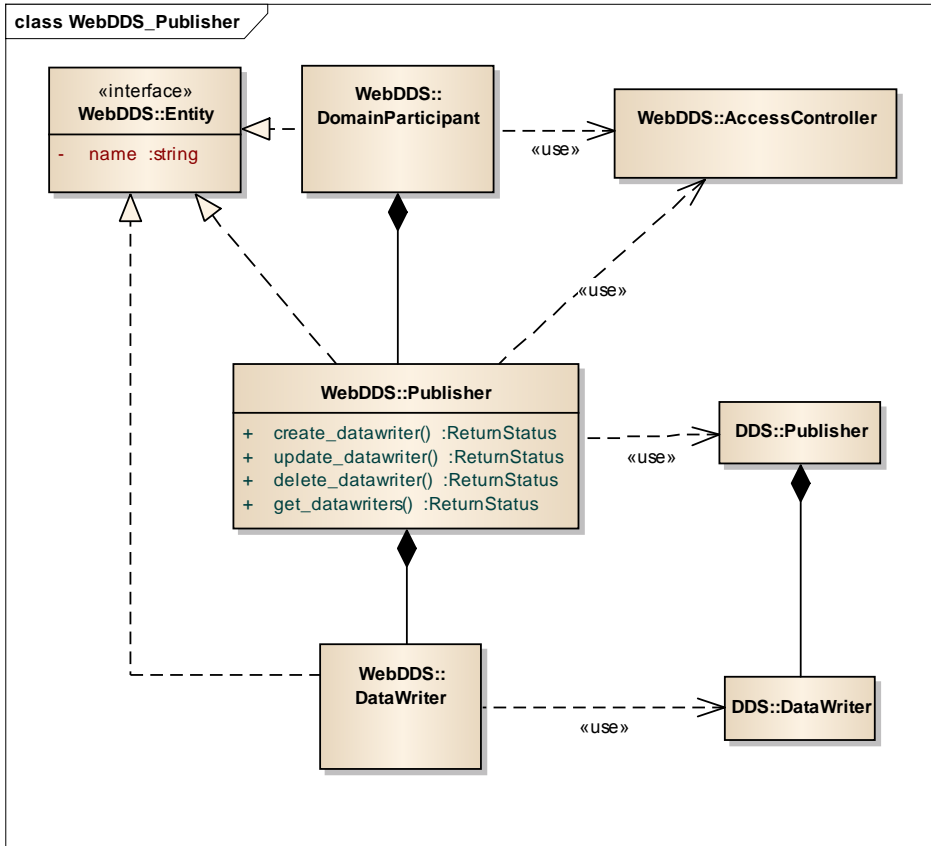 class WebDDS_Publisher
«interface»
WebDDS::Entity
- name :string
WebDDS::
DomainParticipant
WebDDS::AccessController
«use»
«use»
WebDDS::Publisher
+ create_datawriter() :ReturnStatus
+ update_datawriter() :ReturnStatus
+ delete_datawriter() :ReturnStatus
+ get_datawriters() :ReturnStatus
DDS::Publisher
«use»
WebDDS::
DataWriter
DDS::DataWriter
«use»